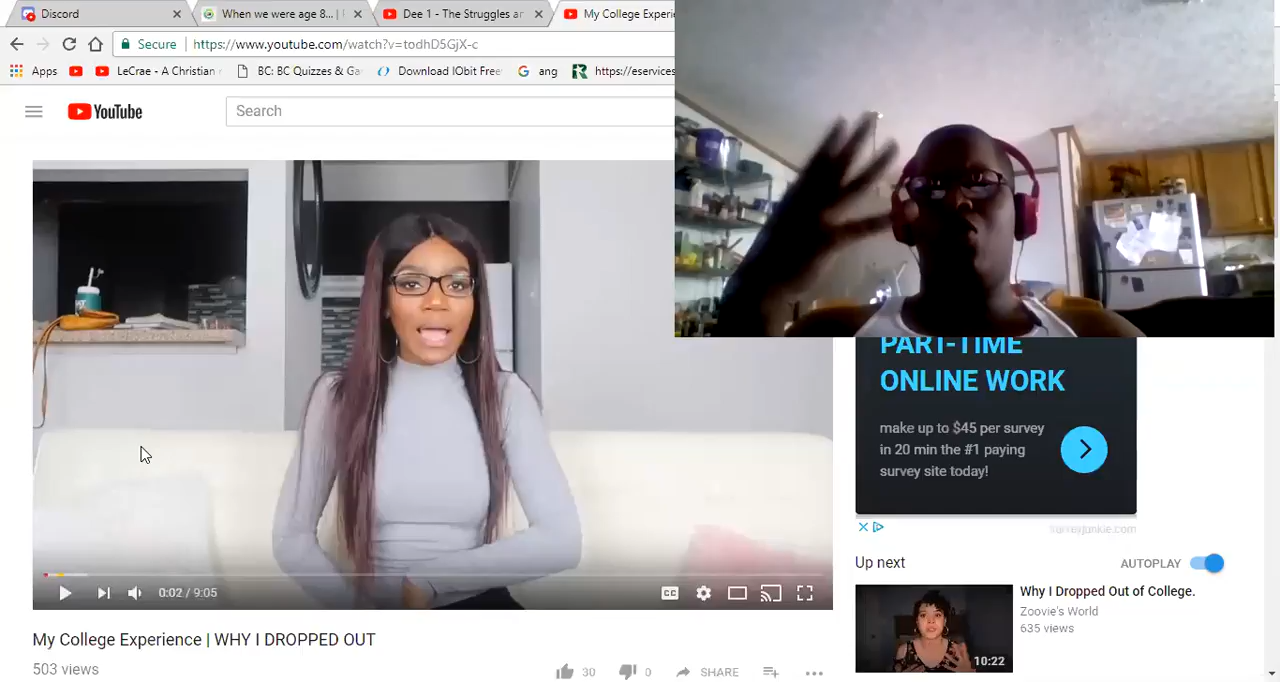 Discord
When we were age 8... |
Dee 1 - The Struggles an
My College Experi
Secure
https://www.youtube.com/watch?v=todhD5GjX-c
Apps
LeCrae - A Christian
BC: BC Quizzes & Ga
Download IObit Free
ang
https://eservices
YouTube
Search
PART-TIME
ONLINE WORK
make up to $45 per survey
in 20 min the #1 paying
survey site today!
surveyjunkie.com
0:02 / 9:05
CC
My College Experience | WHY I DROPPED OUT
503 views
30
0
SHARE
Up next
AUTOPLAY
Why I Dropped Out of College.
Zoovie's World
635 views
10:22